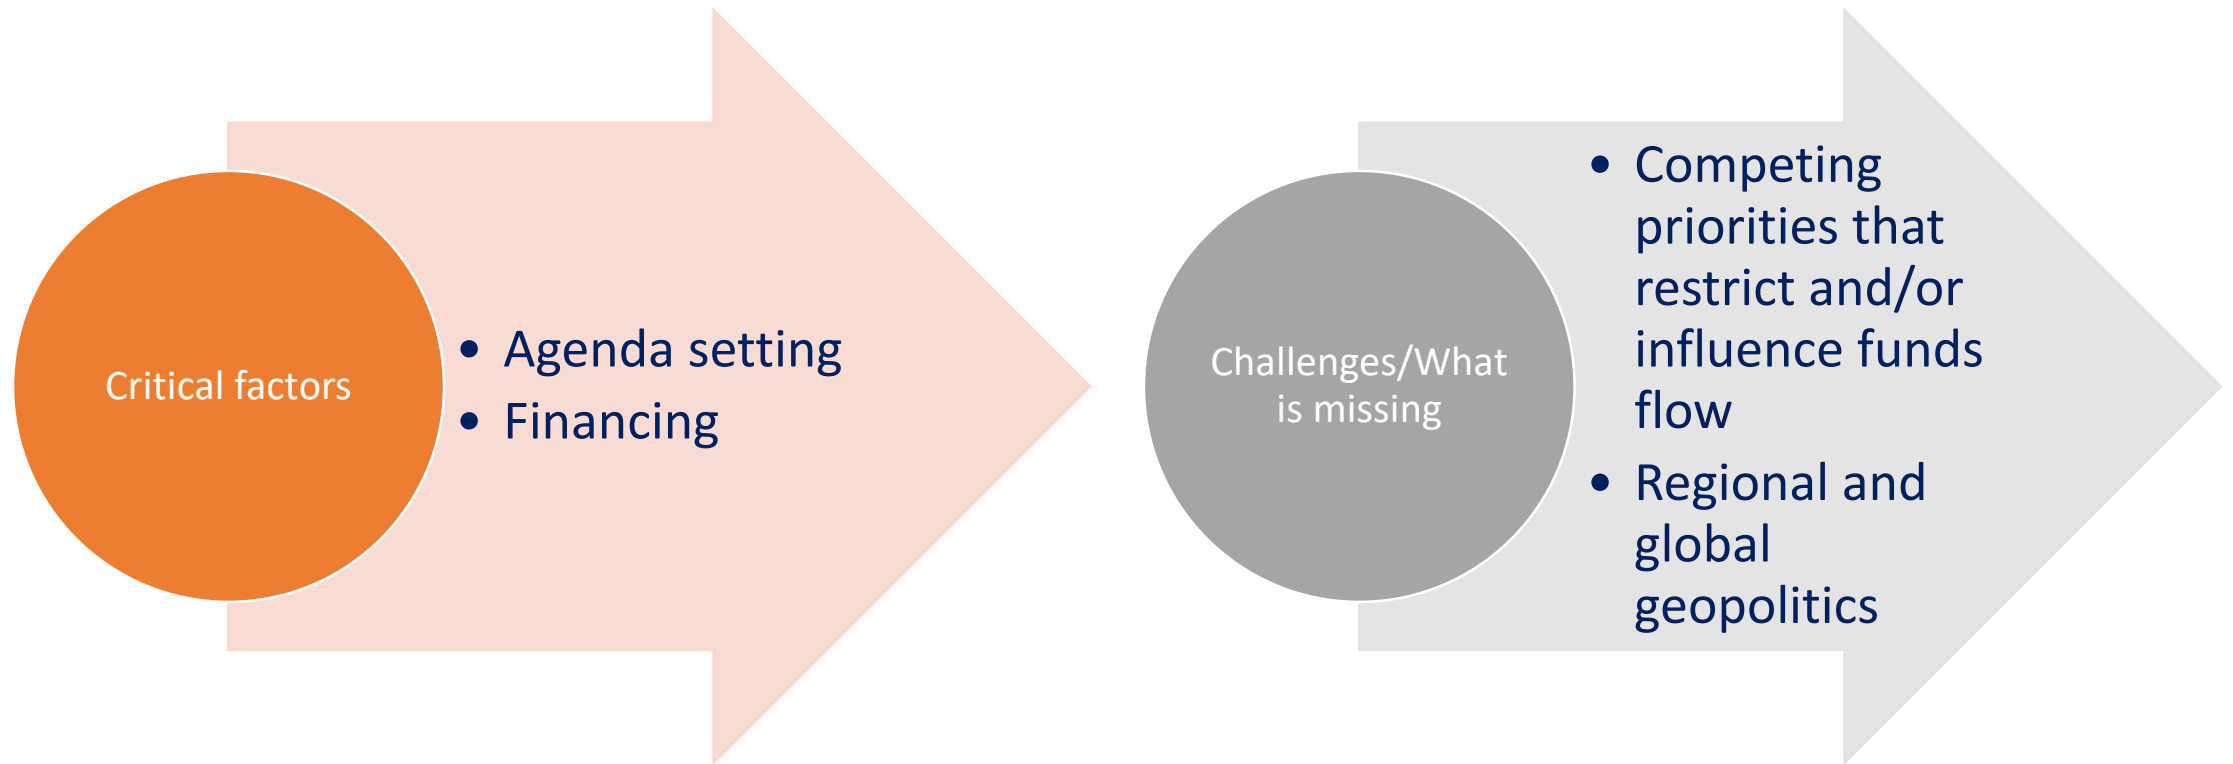 Critical factors
• Agenda setting
• Financing
Challenges/What
is missing
• Competing
priorities that
restrict and/or
influence funds
flow
• Regional and
global
geopolitics